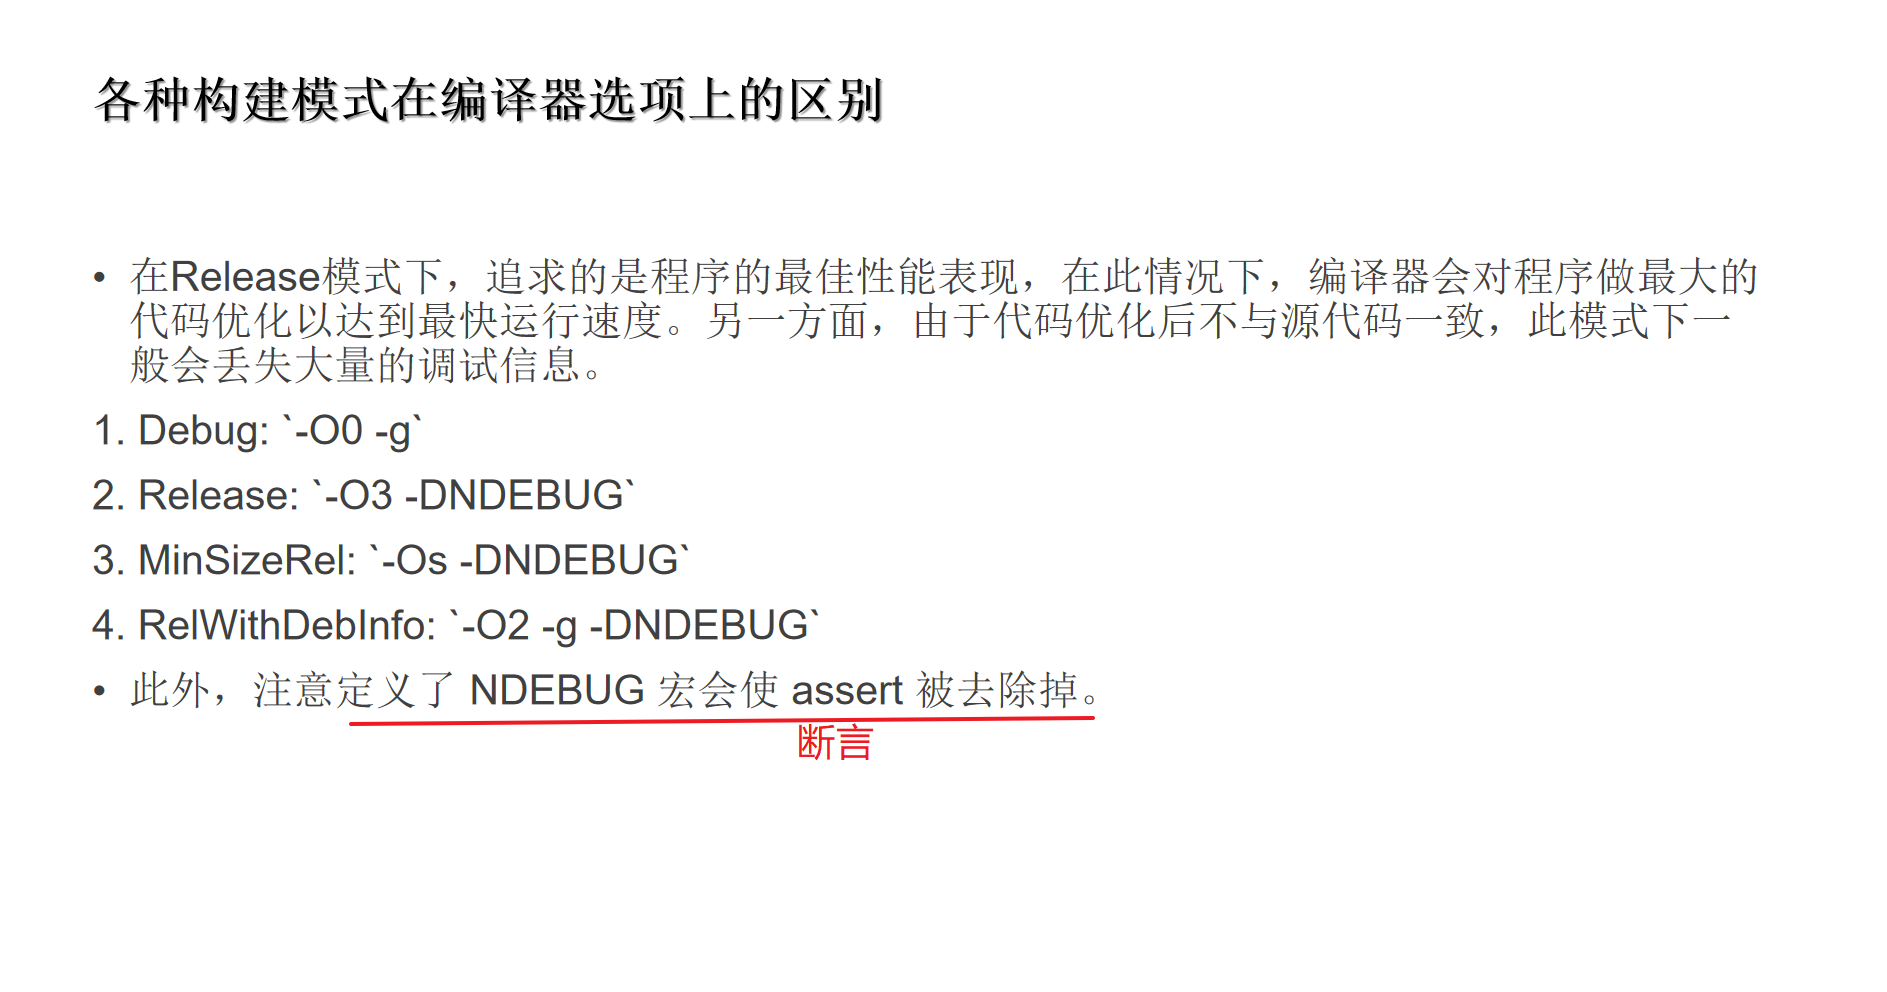 各种构建模式在编译器选项上的区别
• 在Release模式下，追求的是程序的最佳性能表现，在此情况下，编译器会对程序做最大的
代码优化以达到最快运行速度。另一方面，由于代码优化后不与源代码一致，此模式下一
般会丢失大量的调试信息。
1. Debug: `-O0 -g`
2. Release: `-O3 -DNDEBUG`
3. MinSizeRel: `-Os -DNDEBUG`
4. RelWithDebInfo: `-O2 -g -DNDEBUG`
• 此外，注意定义了 NDEBUG 宏会使 assert 被去除掉。
断言